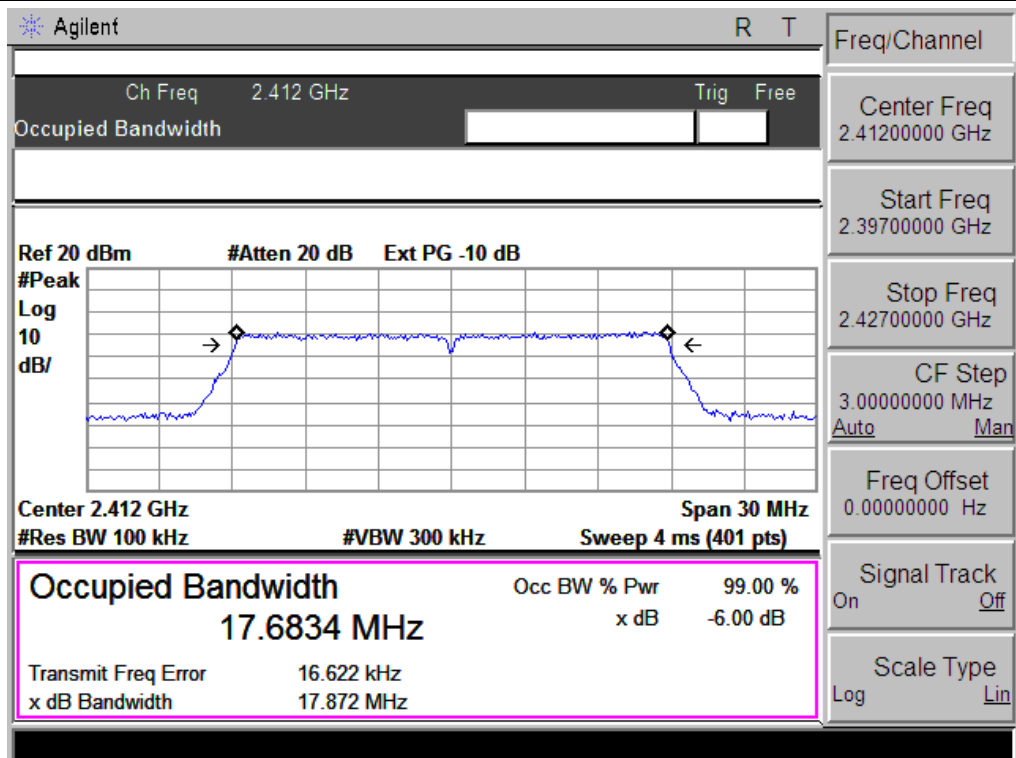 Agilent R T
Freq/Channel
Ch Freq 2.412 GHz Trig Free
Occupied Bandwidth
Center Freq
2.41200000 GHz
Start Freq
2.39700000 GHz
Stop Freq
2.42700000 GHz
CF Step
3.00000000 MHz
Auto Man
Freq Offset
0.00000000 Hz
Signal Track
On Off
Scale Type
Log Lin
Ref 20 dBm #Atten 20 dB Ext PG -10 dB
#Peak
Log
10
dB/
Center 2.412 GHz Span 30 MHz
#Res BW 100 kHz #VBW 300 kHz Sweep 4 ms (401 pts)
Occupied Bandwidth
17.6834 MHz
Occ BW % Pwr 99.00 %
x dB -6.00 dB
Transmit Freq Error 16.622 kHz
x dB Bandwidth 17.872 MHz